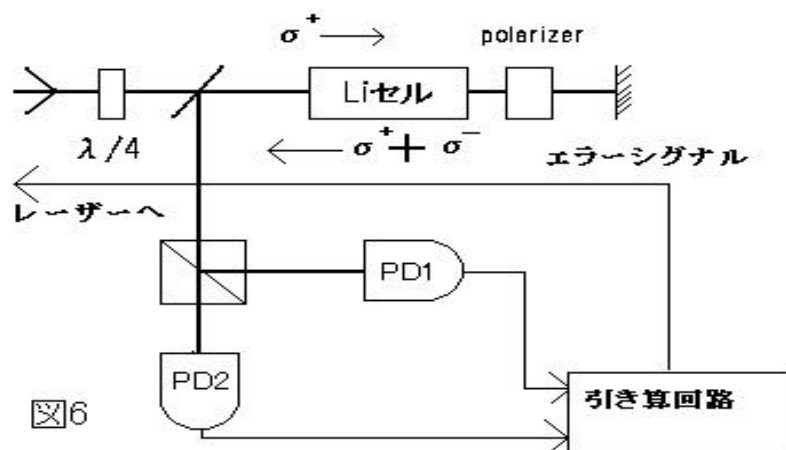 σ⁺
polarizer
Liセル
λ/4
σ⁺+σ⁻
エラーシグナル
レーザーへ
PD1
PD2
引き算回路
図6